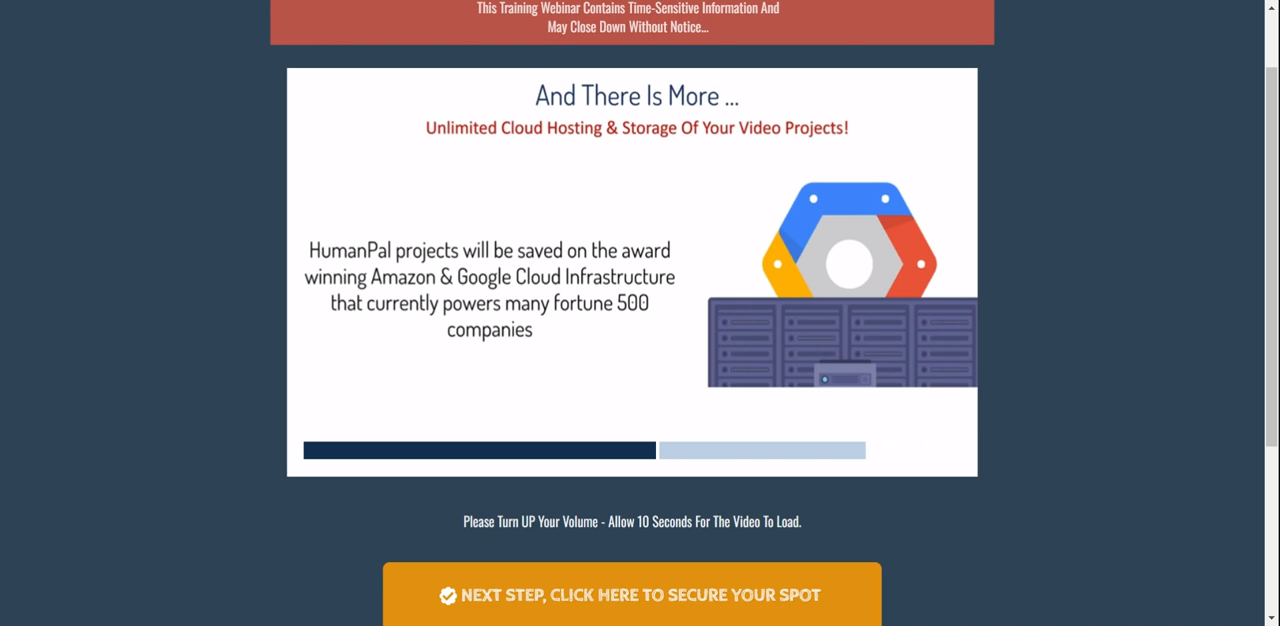 This Training Webinar Contains Time-Sensitive Information And
May Close Down Without Notice...
And There Is More ...
Unlimited Cloud Hosting & Storage Of Your Video Projects!
HumanPal projects will be saved on the award
winning Amazon & Google Cloud Infrastructure
that currently powers many fortune 500
companies
Please Turn UP Your Volume - Allow 10 Seconds For The Video To Load.
NEXT STEP, CLICK HERE TO SECURE YOUR SPOT